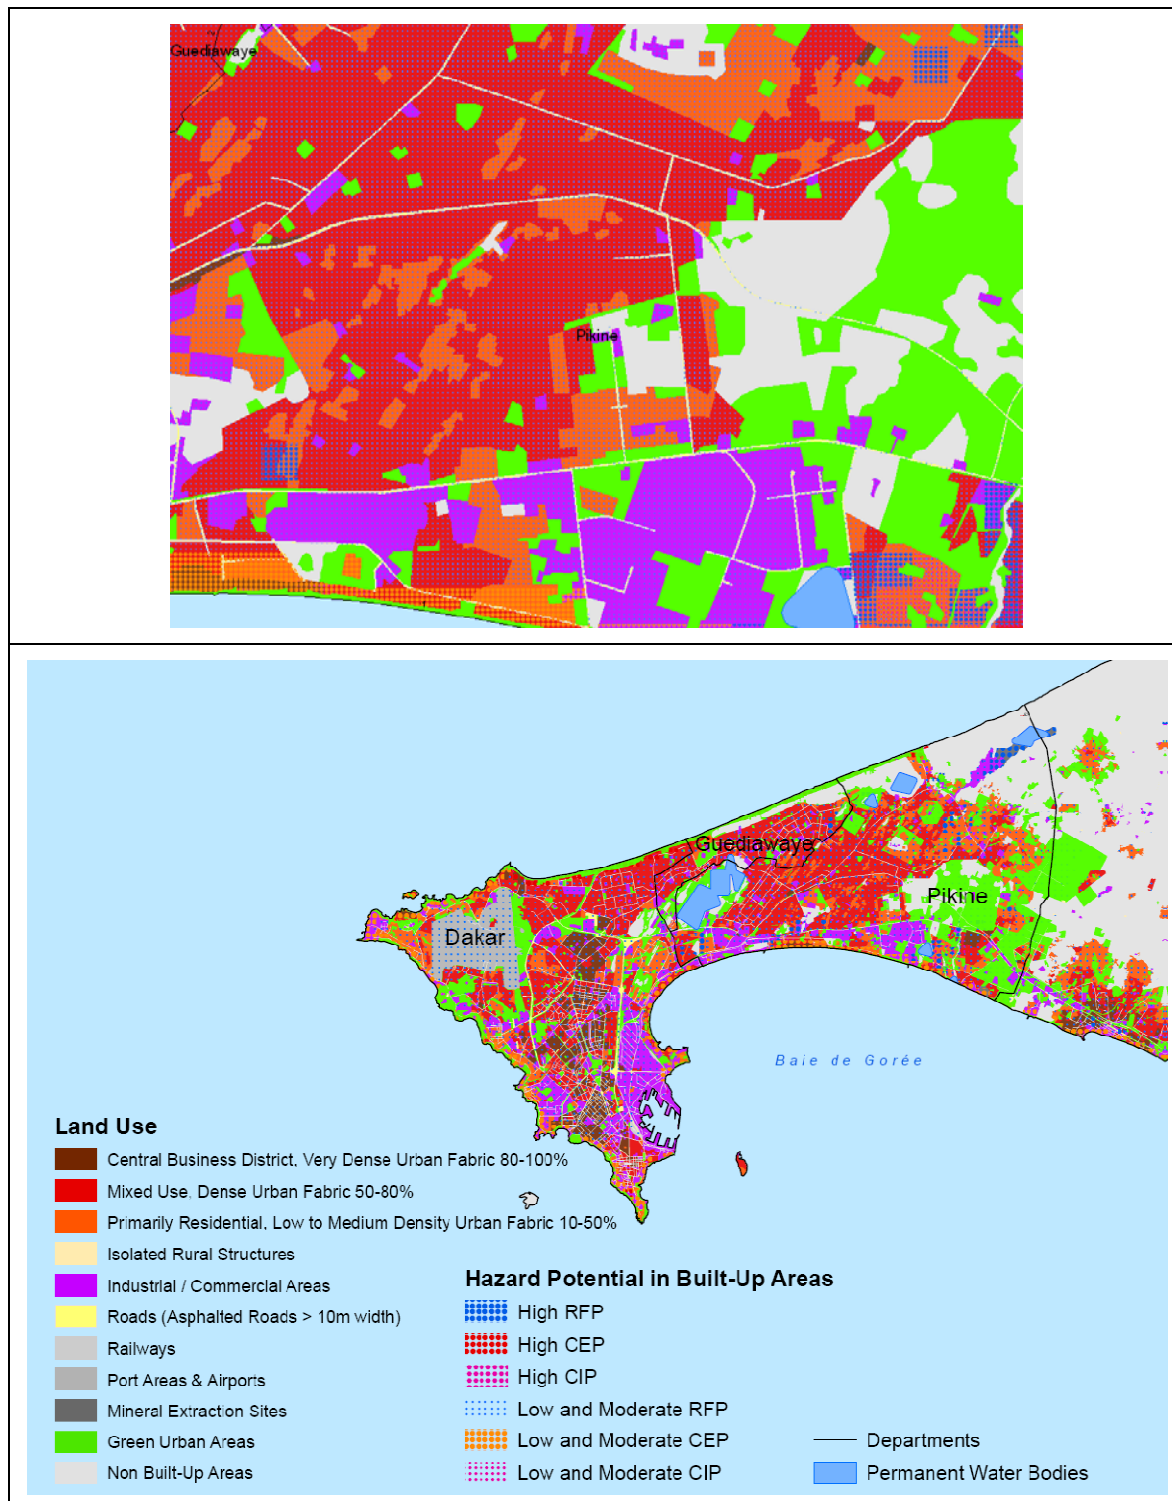 Guediawaye
Pikine
Guediawaye
Pikine
Dakar
Baie de Gorée
Land Use
Central Business District, Very Dense Urban Fabric 80-100%
Mixed Use, Dense Urban Fabric 50-80%
Primarily Residential, Low to Medium Density Urban Fabric 10-50%
Isolated Rural Structures
Industrial / Commercial Areas
Roads (Asphalted Roads > 10m width)
Railways
Port Areas & Airports
Mineral Extraction Sites
Green Urban Areas
Non Built-Up Areas
Hazard Potential in Built-Up Areas
High RFP
High CEP
High CIP
Low and Moderate RFP
Low and Moderate CEP
Low and Moderate CIP
Departments
Permanent Water Bodies